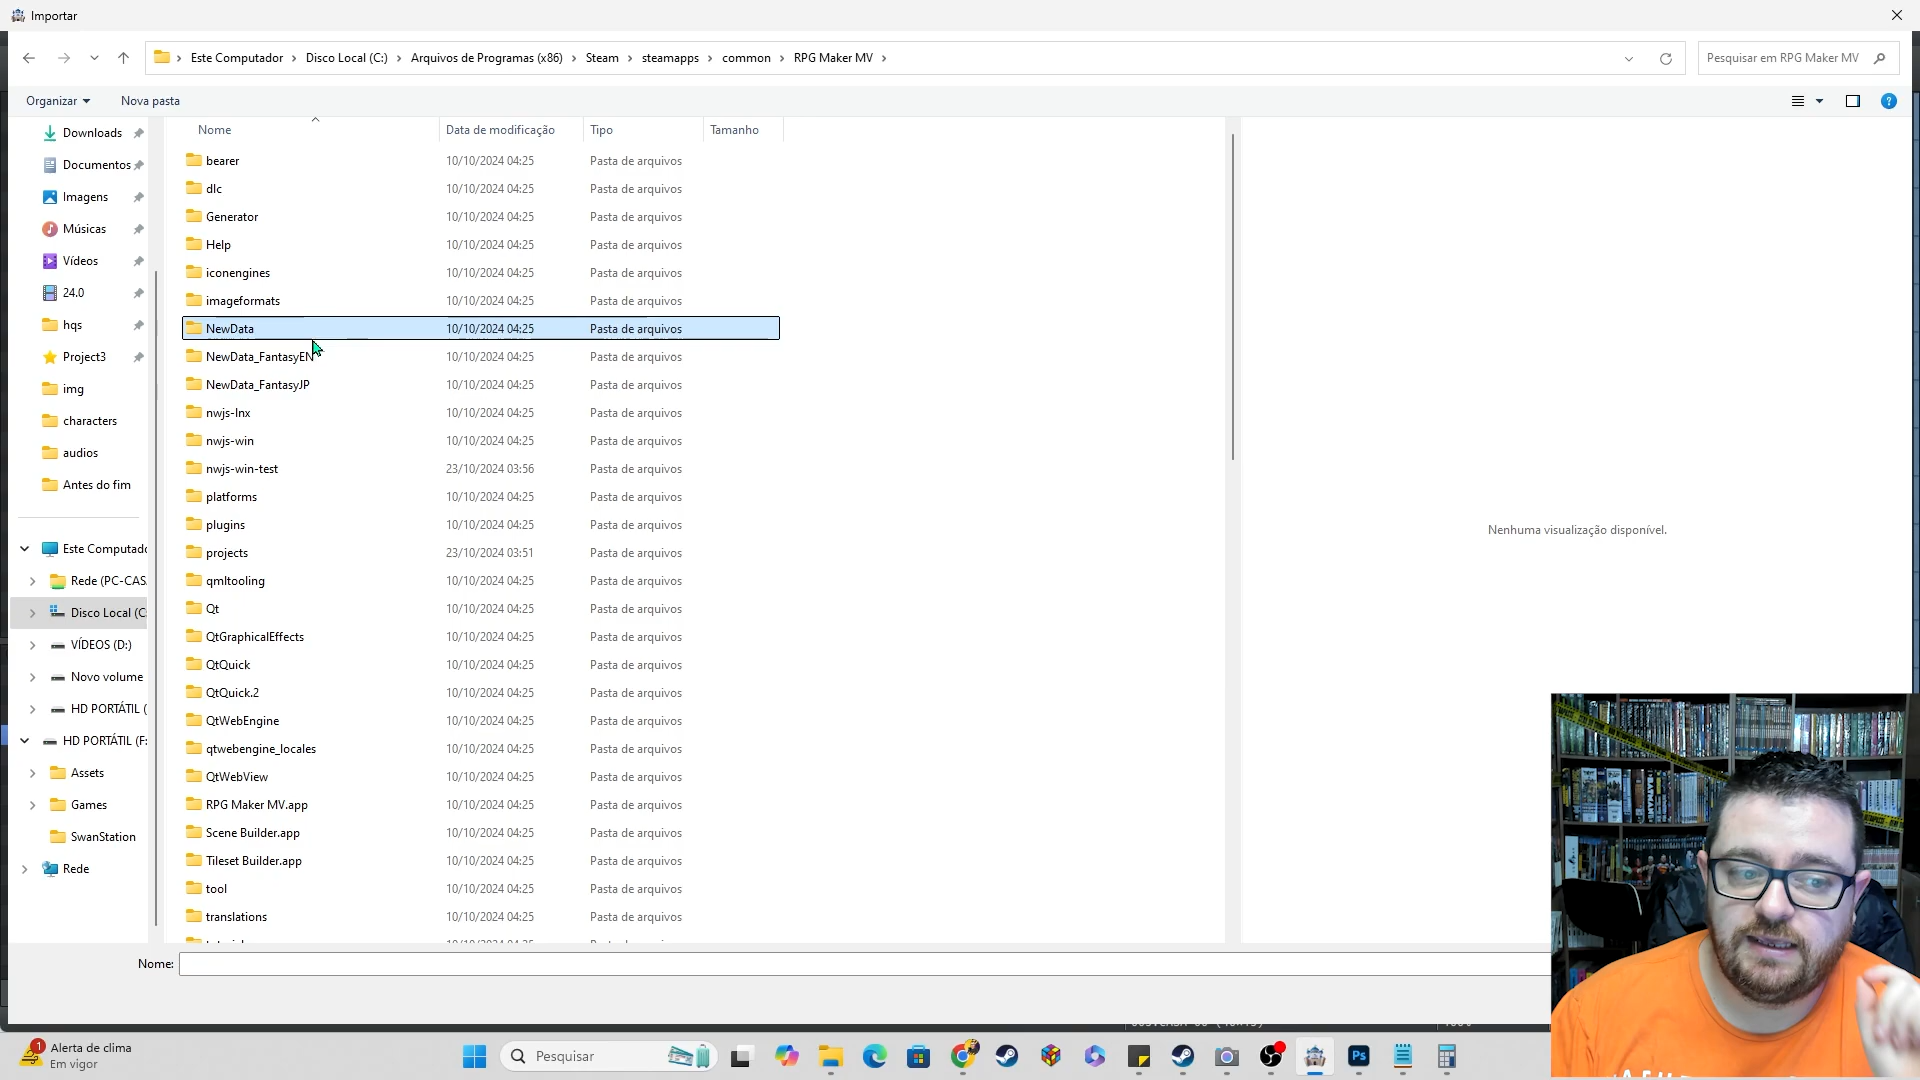 Importar
Este Computador > Disco Local (C:) > Arquivos de Programas (x86) > Steam > steamapps > common > RPG Maker MV >
Pesquisar em RPG Maker MV
Organizar
Nova pasta
Nome
Data de modificação
Tipo
Tamanho
Downloads
Documentos
Imagens
Músicas
Vídeos
24.0
hqs
Project3
img
characters
audios
Antes do fim
Este Computado
Rede (PC-CAS
Disco Local (C:
VÍDEOS (D:)
Novo volume
HD PORTÁTIL (
HD PORTÁTIL (F:
Assets
Games
SwanStation
Rede
bearer 10/10/2024 04:25 Pasta de arquivos
dlc 10/10/2024 04:25 Pasta de arquivos
Generator 10/10/2024 04:25 Pasta de arquivos
Help 10/10/2024 04:25 Pasta de arquivos
iconengines 10/10/2024 04:25 Pasta de arquivos
imageformats 10/10/2024 04:25 Pasta de arquivos
NewData 10/10/2024 04:25 Pasta de arquivos
NewData_FantasyEN 10/10/2024 04:25 Pasta de arquivos
NewData_FantasyJP 10/10/2024 04:25 Pasta de arquivos
nwjs-lnx 10/10/2024 04:25 Pasta de arquivos
nwjs-win 10/10/2024 04:25 Pasta de arquivos
nwjs-win-test 23/10/2024 03:56 Pasta de arquivos
platforms 10/10/2024 04:25 Pasta de arquivos
plugins 10/10/2024 04:25 Pasta de arquivos
projects 23/10/2024 03:51 Pasta de arquivos
qmltooling 10/10/2024 04:25 Pasta de arquivos
Qt 10/10/2024 04:25 Pasta de arquivos
QtGraphicalEffects 10/10/2024 04:25 Pasta de arquivos
QtQuick 10/10/2024 04:25 Pasta de arquivos
QtQuick.2 10/10/2024 04:25 Pasta de arquivos
QtWebEngine 10/10/2024 04:25 Pasta de arquivos
qtwebengine_locales 10/10/2024 04:25 Pasta de arquivos
QtWebView 10/10/2024 04:25 Pasta de arquivos
RPG Maker MV.app 10/10/2024 04:25 Pasta de arquivos
Scene Builder.app 10/10/2024 04:25 Pasta de arquivos
Tileset Builder.app 10/10/2024 04:25 Pasta de arquivos
tool 10/10/2024 04:25 Pasta de arquivos
translations 10/10/2024 04:25 Pasta de arquivos
Nenhuma visualização disponível.
Nome:
1
Alerta de clima
Em vigor
Pesquisar
Ps